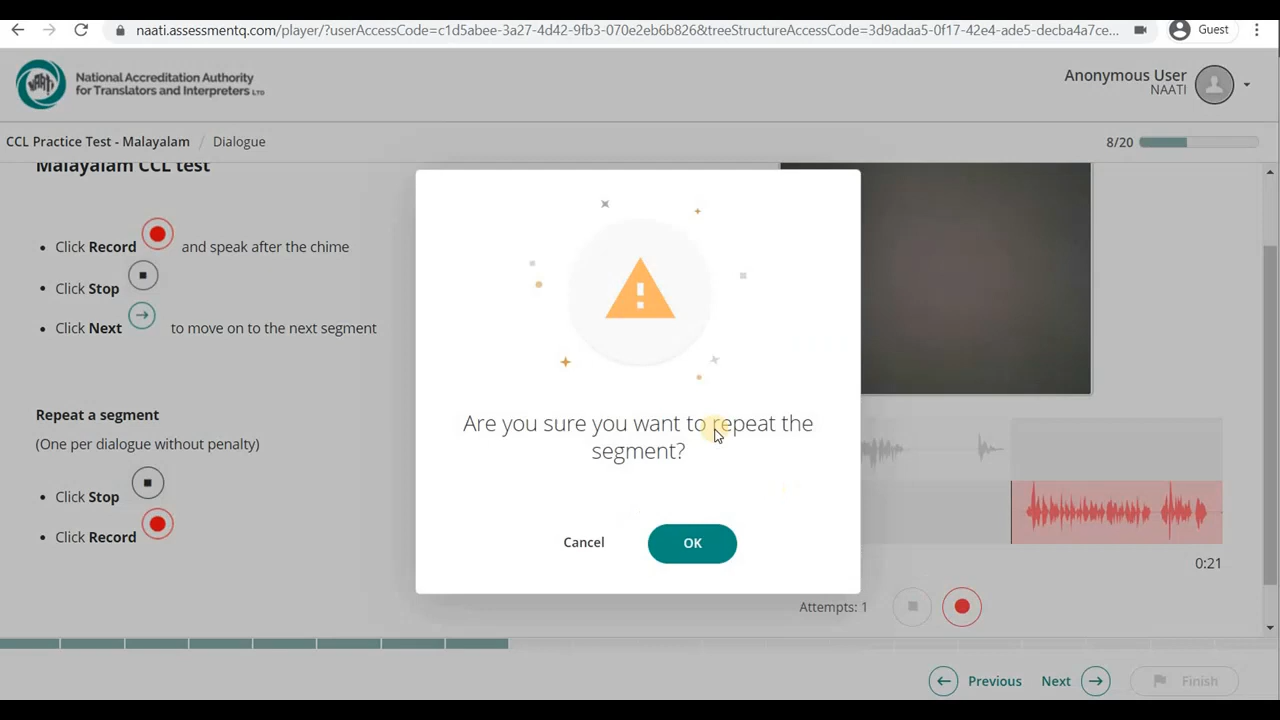 naati.assessmentq.com/player/?userAccessCode=c1d5abee-3a27-4d42-9fb3-070e2eb6b826&treeStructureAccessCode=3d9adaa5-0f17-42e4-ade5-decba4a7ce...
Guest
NAATI
National Accreditation Authority
for Translators and Interpreters LTD
Anonymous User
NAATI
CCL Practice Test - Malayalam / Dialogue
8/20
Malayalam CCL test
• Click Record and speak after the chime
• Click Stop
• Click Next to move on to the next segment
Repeat a segment
(One per dialogue without penalty)
• Click Stop
• Click Record
Are you sure you want to repeat the
segment?
Cancel
OK
0:21
Attempts: 1
Previous
Next
Finish